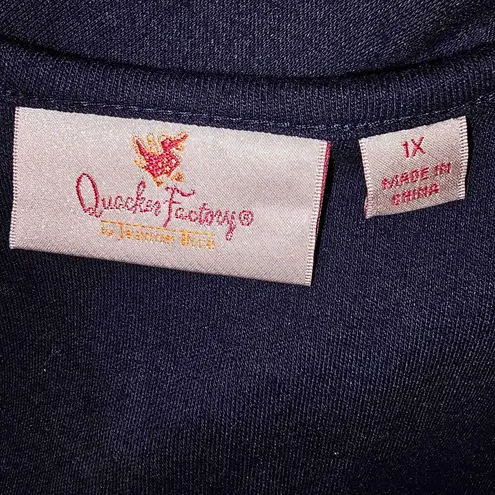 Quacker Factory®
by Jeanne Bice
1X
MADE IN
CHINA